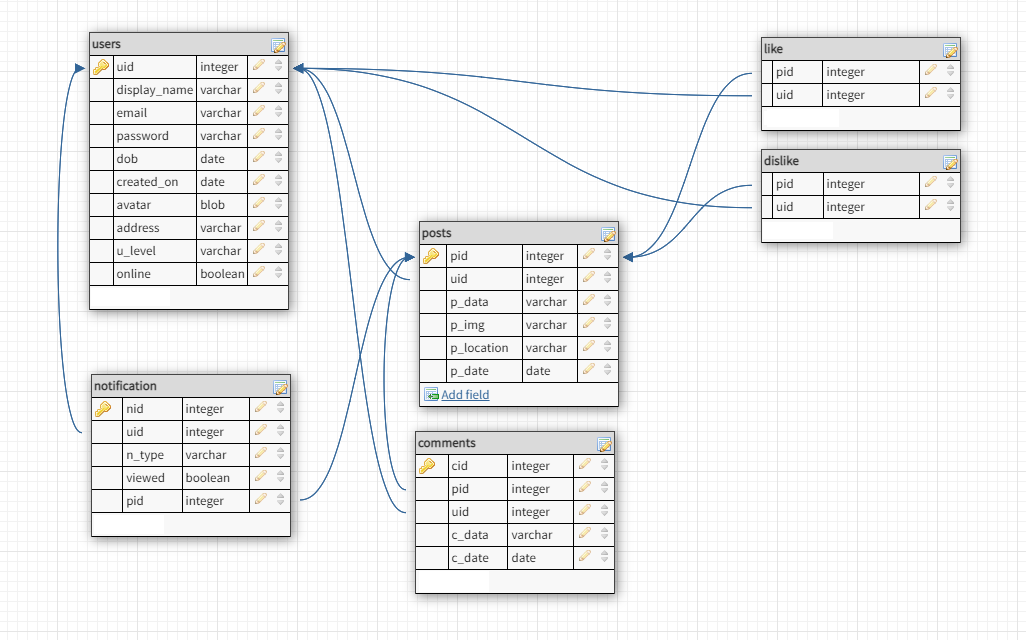 users
uid integer
display_name varchar
email varchar
password varchar
dob date
created_on date
avatar blob
address varchar
u_level varchar
online boolean
notification
nid integer
uid integer
n_type varchar
viewed boolean
pid integer
posts
pid integer
uid integer
p_data varchar
p_img varchar
p_location varchar
p_date date
Add field
comments
cid integer
pid integer
uid integer
c_data varchar
c_date date
like
pid integer
uid integer
dislike
pid integer
uid integer